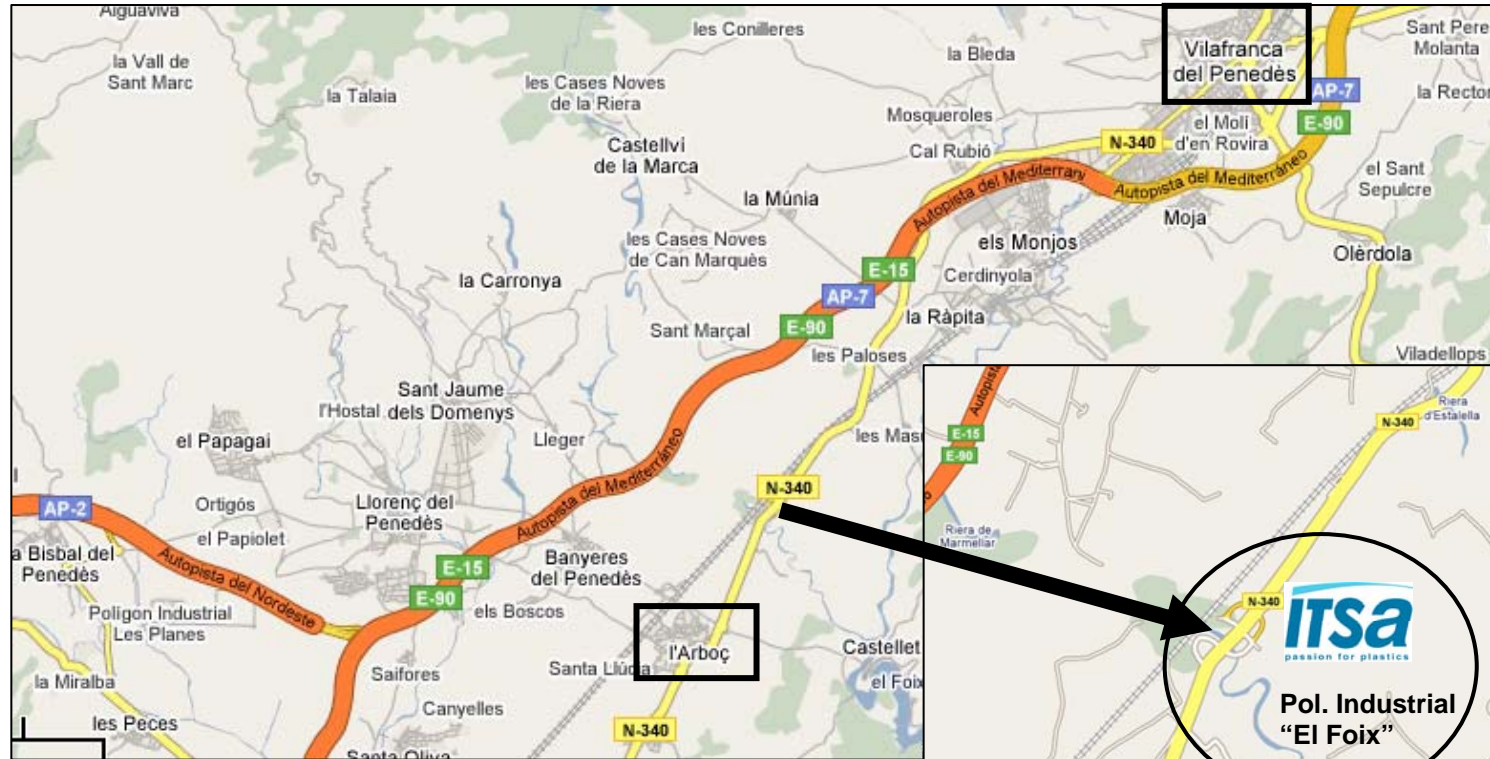 Aiguaviva
les Conilleres
Vilafranca
del Penedès
Sant Pere
Molanta
la Vall de
Sant Marc
la Bleda
la Talaia
les Cases Noves
de la Riera
AP-7
la Rector
Mosqueroles
el Molí
d'en Rovira
E-90
N-340
Castellví
de la Marca
Cal Rubió
Autopista del Mediterrani
Autopista del Mediterráneo
el Sant
Sepulcre
la Múnia
Moja
les Cases Noves
de Can Marquès
els Monjos
Olèrdola
E-15
Cerdinyola
la Carronya
AP-7
E-90
la Ràpita
Sant Marçal
les Paloses
Viladellops
Sant Jaume
dels Domenys
l'Hostal
el Papagai
Lleger
les Mas
Autopista del Mediterráneo
N-340
AP-2
Ortigós
Llorenç del
Penedès
el Papiolet
a Bisbal del
Penedès
Autopista del Nordeste
E-15
E-90
Banyeres
del Penedès
els Boscos
Polígon Industrial
Les Planes
l'Arboç
Santa Llúcia
Castellet
el Foix
Saifores
la Miralba
Canyelles
les Peces
N-340
Santa Oliva
Autopista
E-15
E-90
N-340
Riera
d'Estalella
Riera de
Marmellar
N-340
ITSA
passion for plastics
Pol. Industrial
“El Foix”